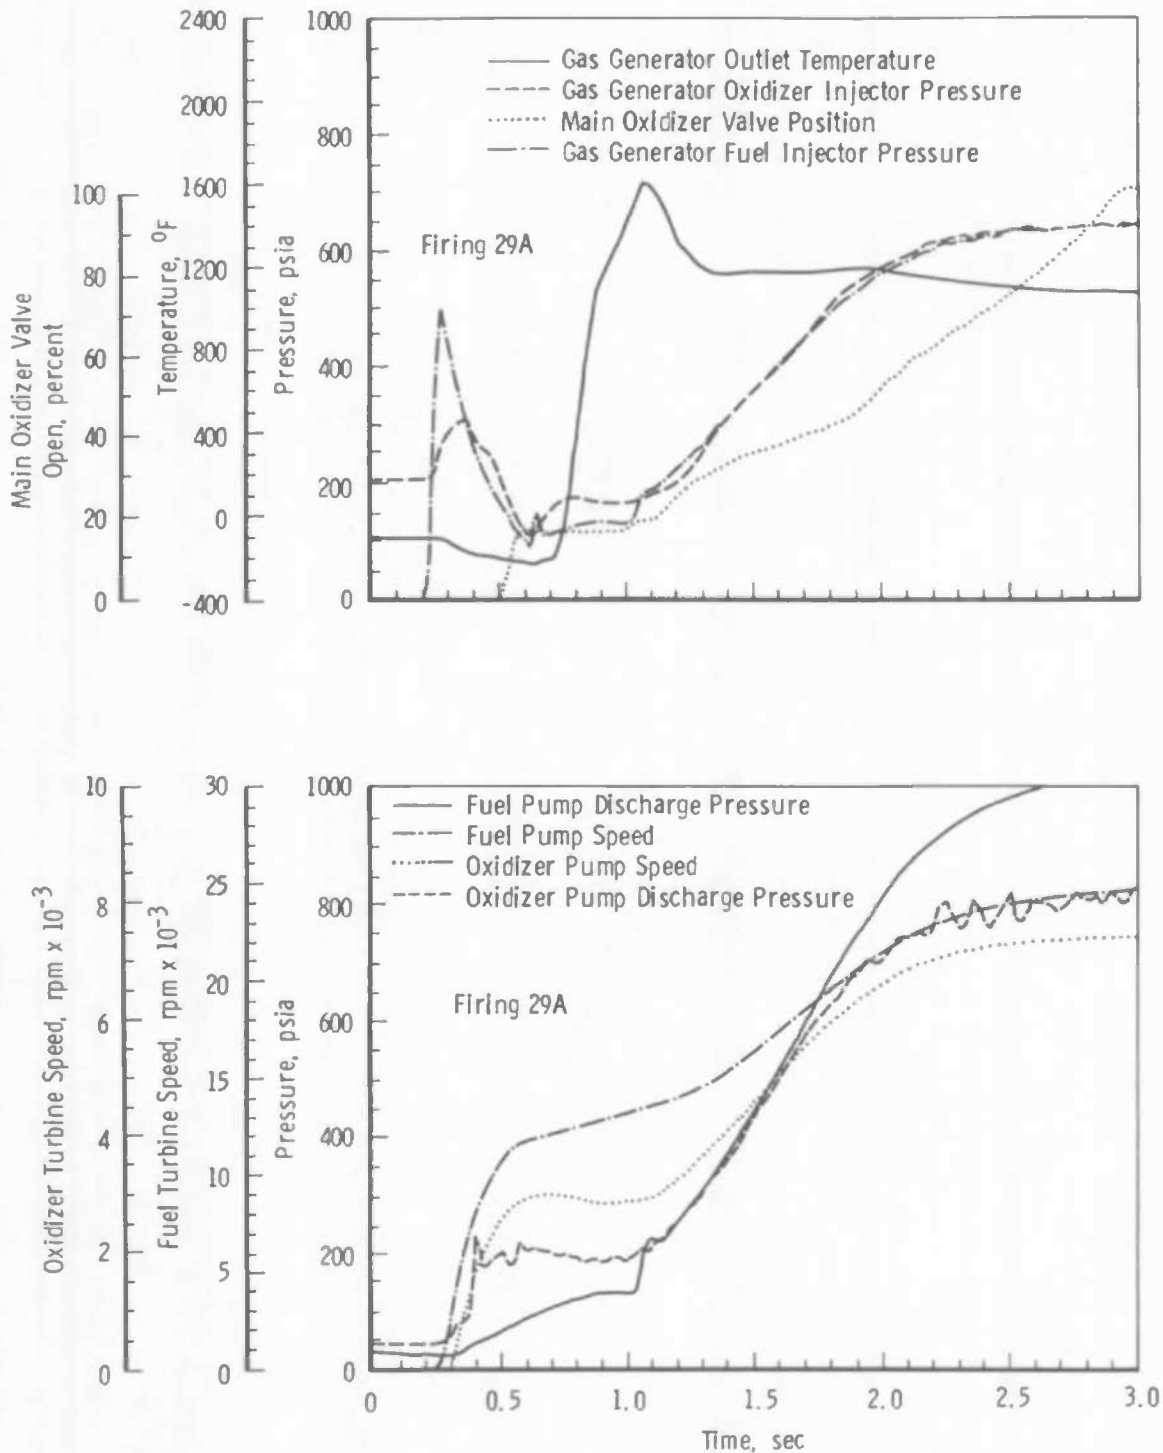 2400
2000
1600
1200
800
400
0
-400
Temperature, °F
1000
800
600
400
200
0
Pressure, psia
100
80
60
40
20
0
Main Oxidizer Valve
Open, percent
Gas Generator Outlet Temperature
Gas Generator Oxidizer Injector Pressure
Main Oxidizer Valve Position
Gas Generator Fuel Injector Pressure
Firing 29A
10
8
6
4
2
0
Oxidizer Turbine Speed, rpm x 10-3
30
25
20
15
10
5
0
Fuel Turbine Speed, rpm x 10-3
1000
800
600
400
200
0
Pressure, psia
Fuel Pump Discharge Pressure
Fuel Pump Speed
Oxidizer Pump Speed
Oxidizer Pump Discharge Pressure
Firing 29A
0 0.5 1.0 1.5 2.0 2.5 3.0
Time, sec